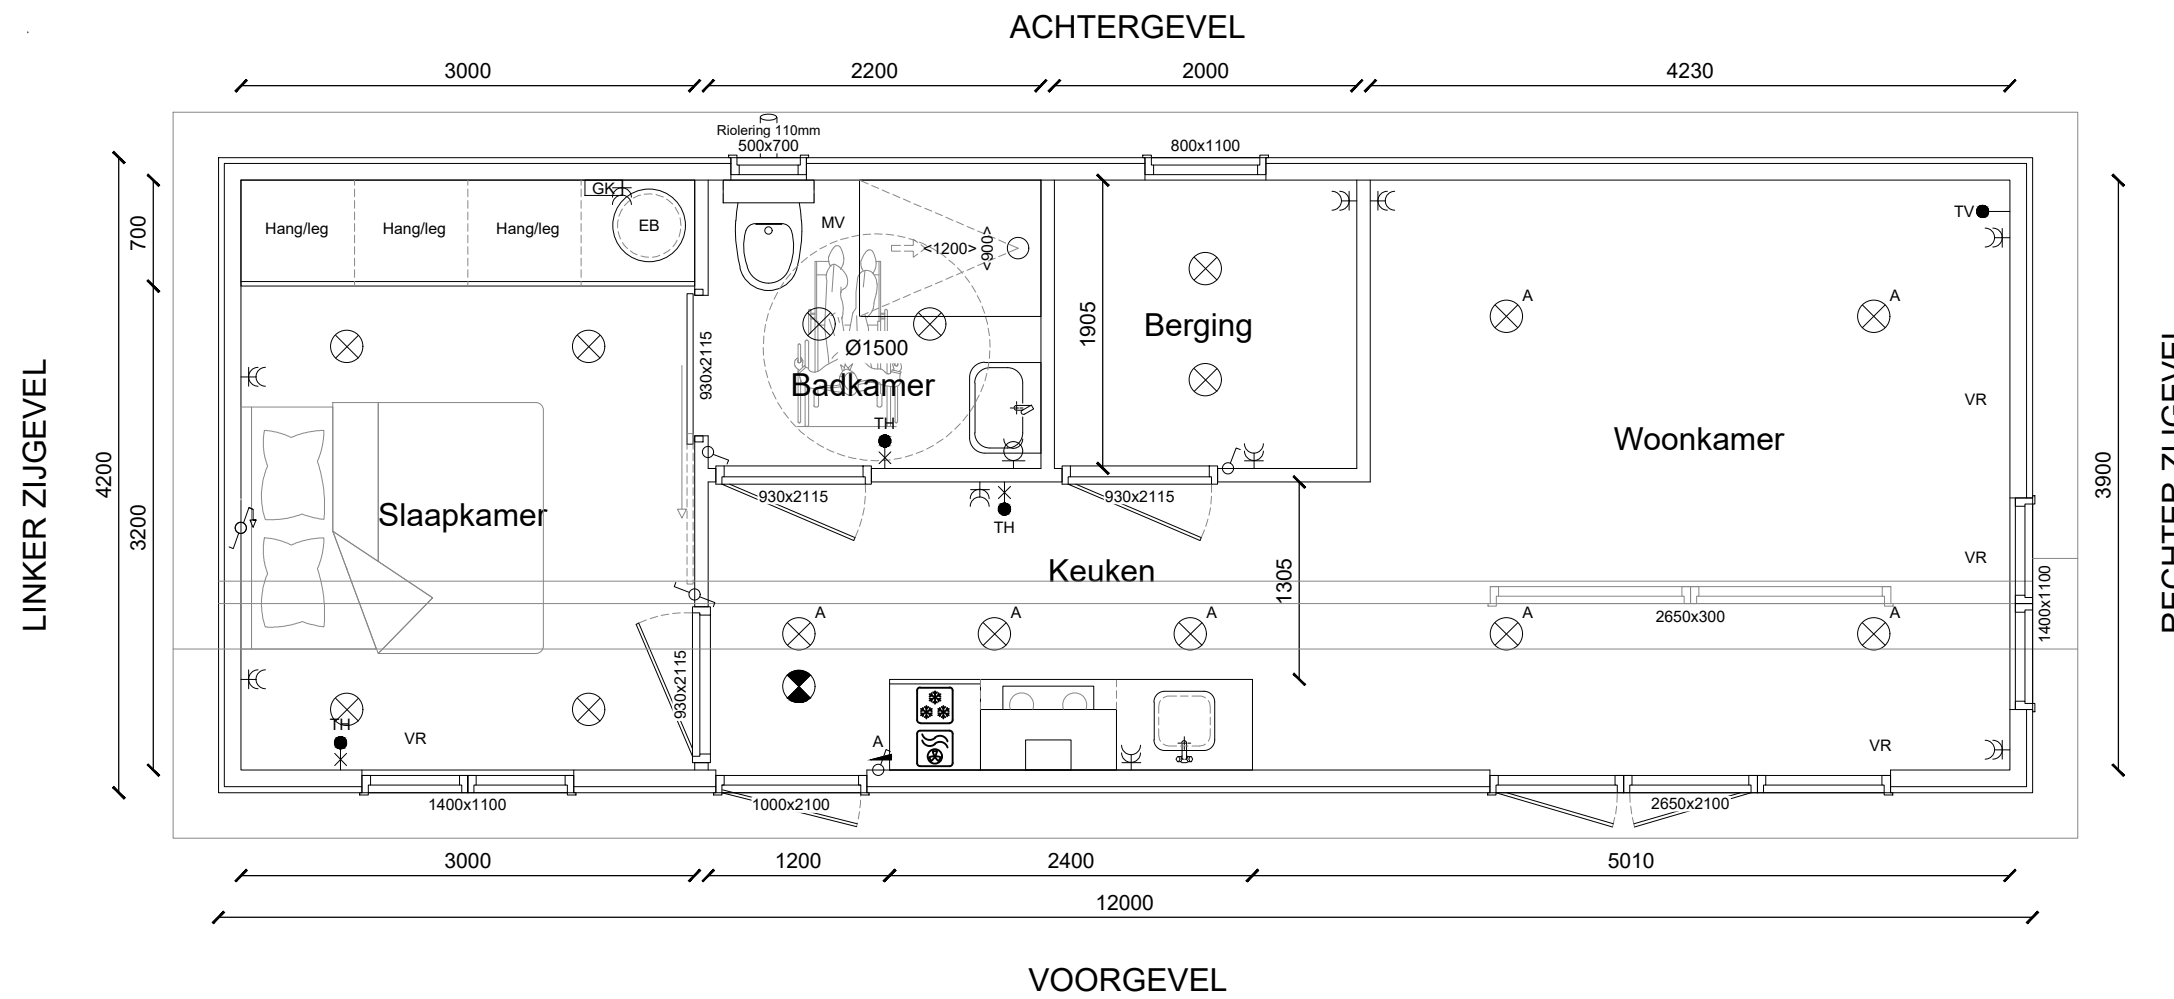 ACHTERGEVEL
3000
2200
2000
4230
Riolering 110mm
500x700
800x1100
GK
Hang/leg
Hang/leg
Hang/leg
EB
MV
<1200>
<900>
TV
700
A
A
1905
Berging
930x2115
Ø1500
Badkamer
TH
VR
Woonkamer
LINKER ZIJGEVEL
4200
3200
3900
RECHTER ZIJGEVEL
Slaapkamer
930x2115
930x2115
TH
VR
Keuken
1305
1400x1100
A
A
A
A
A
2650x300
930x2115
TH
VR
A
VR
1400x1100
1000x2100
2650x2100
3000
1200
2400
5010
12000
VOORGEVEL